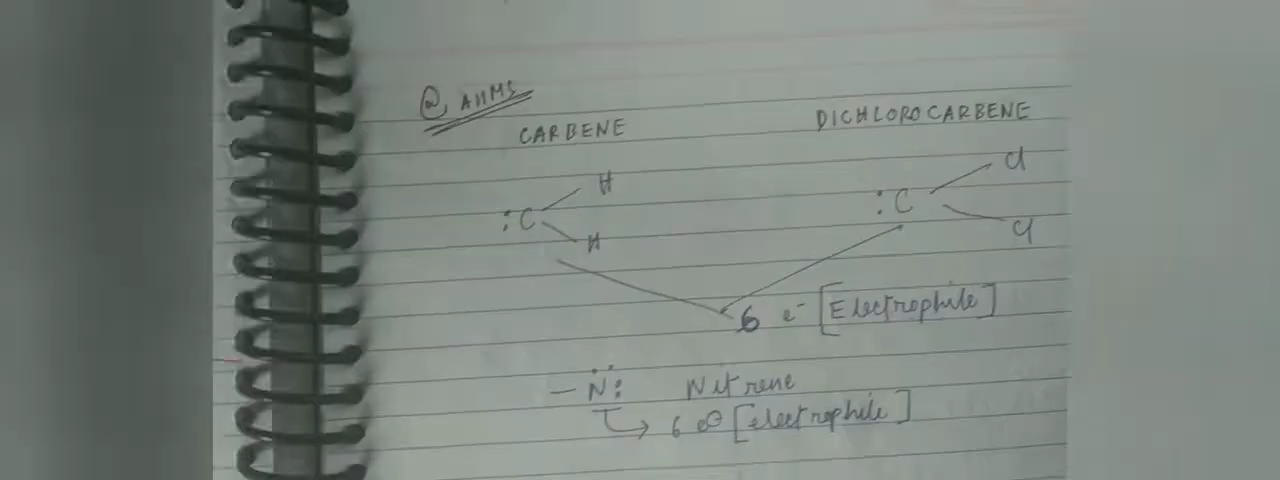 @ AIIMS
CARBENE
DICHLOROCARBENE
:C H H
:C Cl Cl
6 e⁻ [Electrophile]
— N̈: Nitrene
6 e⊖ [electrophile]